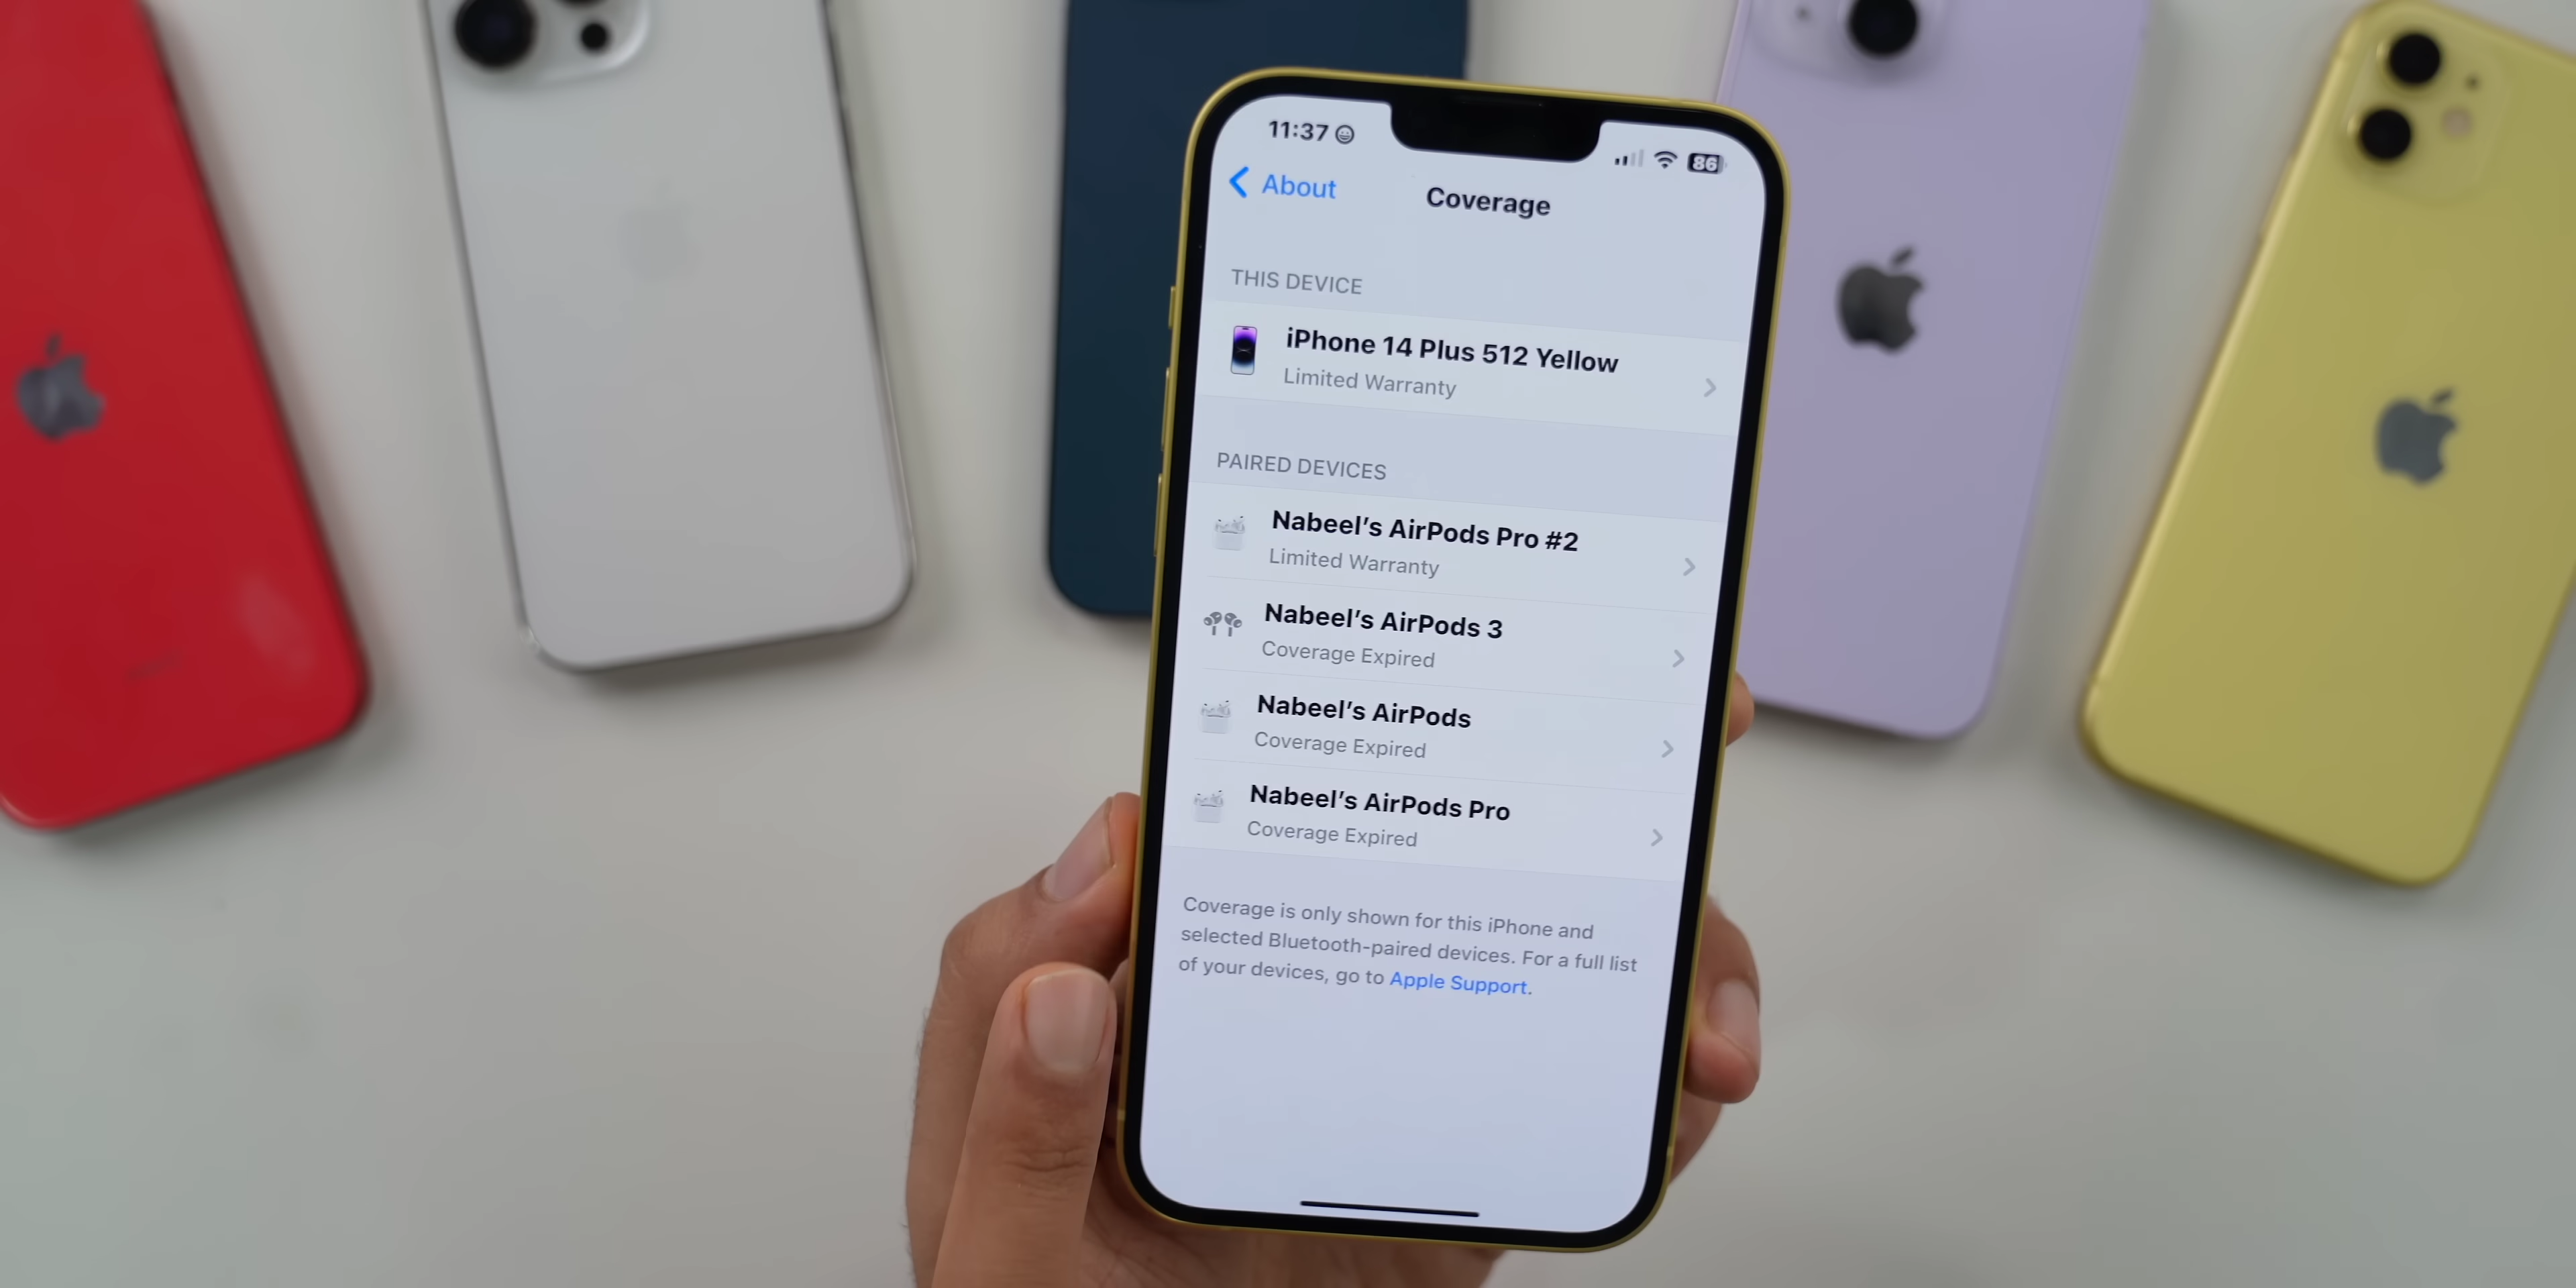 11:37
86
About
Coverage
THIS DEVICE
iPhone 14 Plus 512 Yellow
Limited Warranty
PAIRED DEVICES
Nabeel’s AirPods Pro #2
Limited Warranty
Nabeel’s AirPods 3
Coverage Expired
Nabeel’s AirPods
Coverage Expired
Nabeel’s AirPods Pro
Coverage Expired
Coverage is only shown for this iPhone and
selected Bluetooth-paired devices. For a full list
of your devices, go to Apple Support.